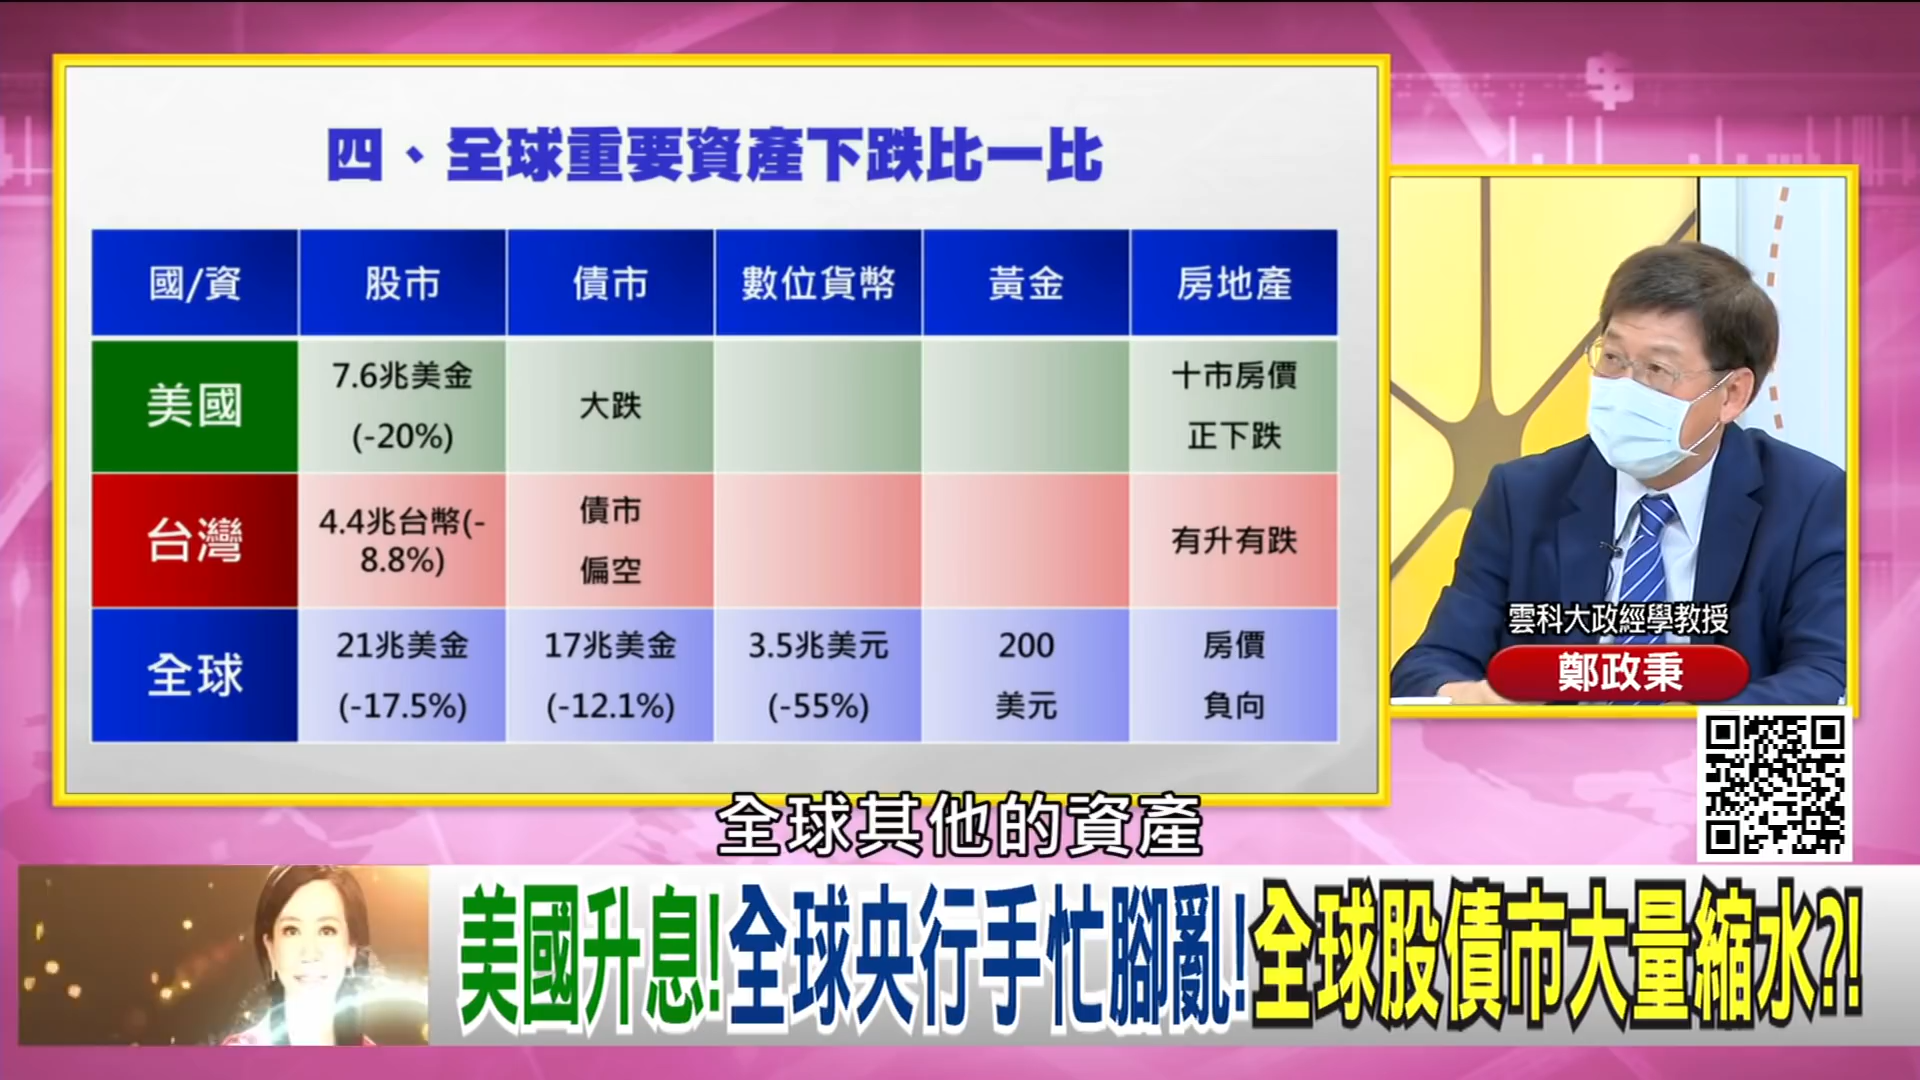 四、全球重要資產下跌比一比
國/資 股市 債市 數位貨幣 黃金 房地產
美國
7.6兆美金
(-20%)
大跌
十市房價
正下跌
台灣
4.4兆台幣(-
8.8%)
債市
偏空
有升有跌
全球
21兆美金
(-17.5%)
17兆美金
(-12.1%)
3.5兆美元
(-55%)
200
美元
房價
負向
雲科大政經學教授
鄭政秉
全球其他的資產
美國升息!全球央行手忙腳亂!全球股債市大量縮水?!